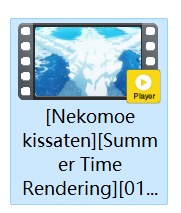 Player
[Nekomoe
kissaten][Summ
er Time
Rendering][01...